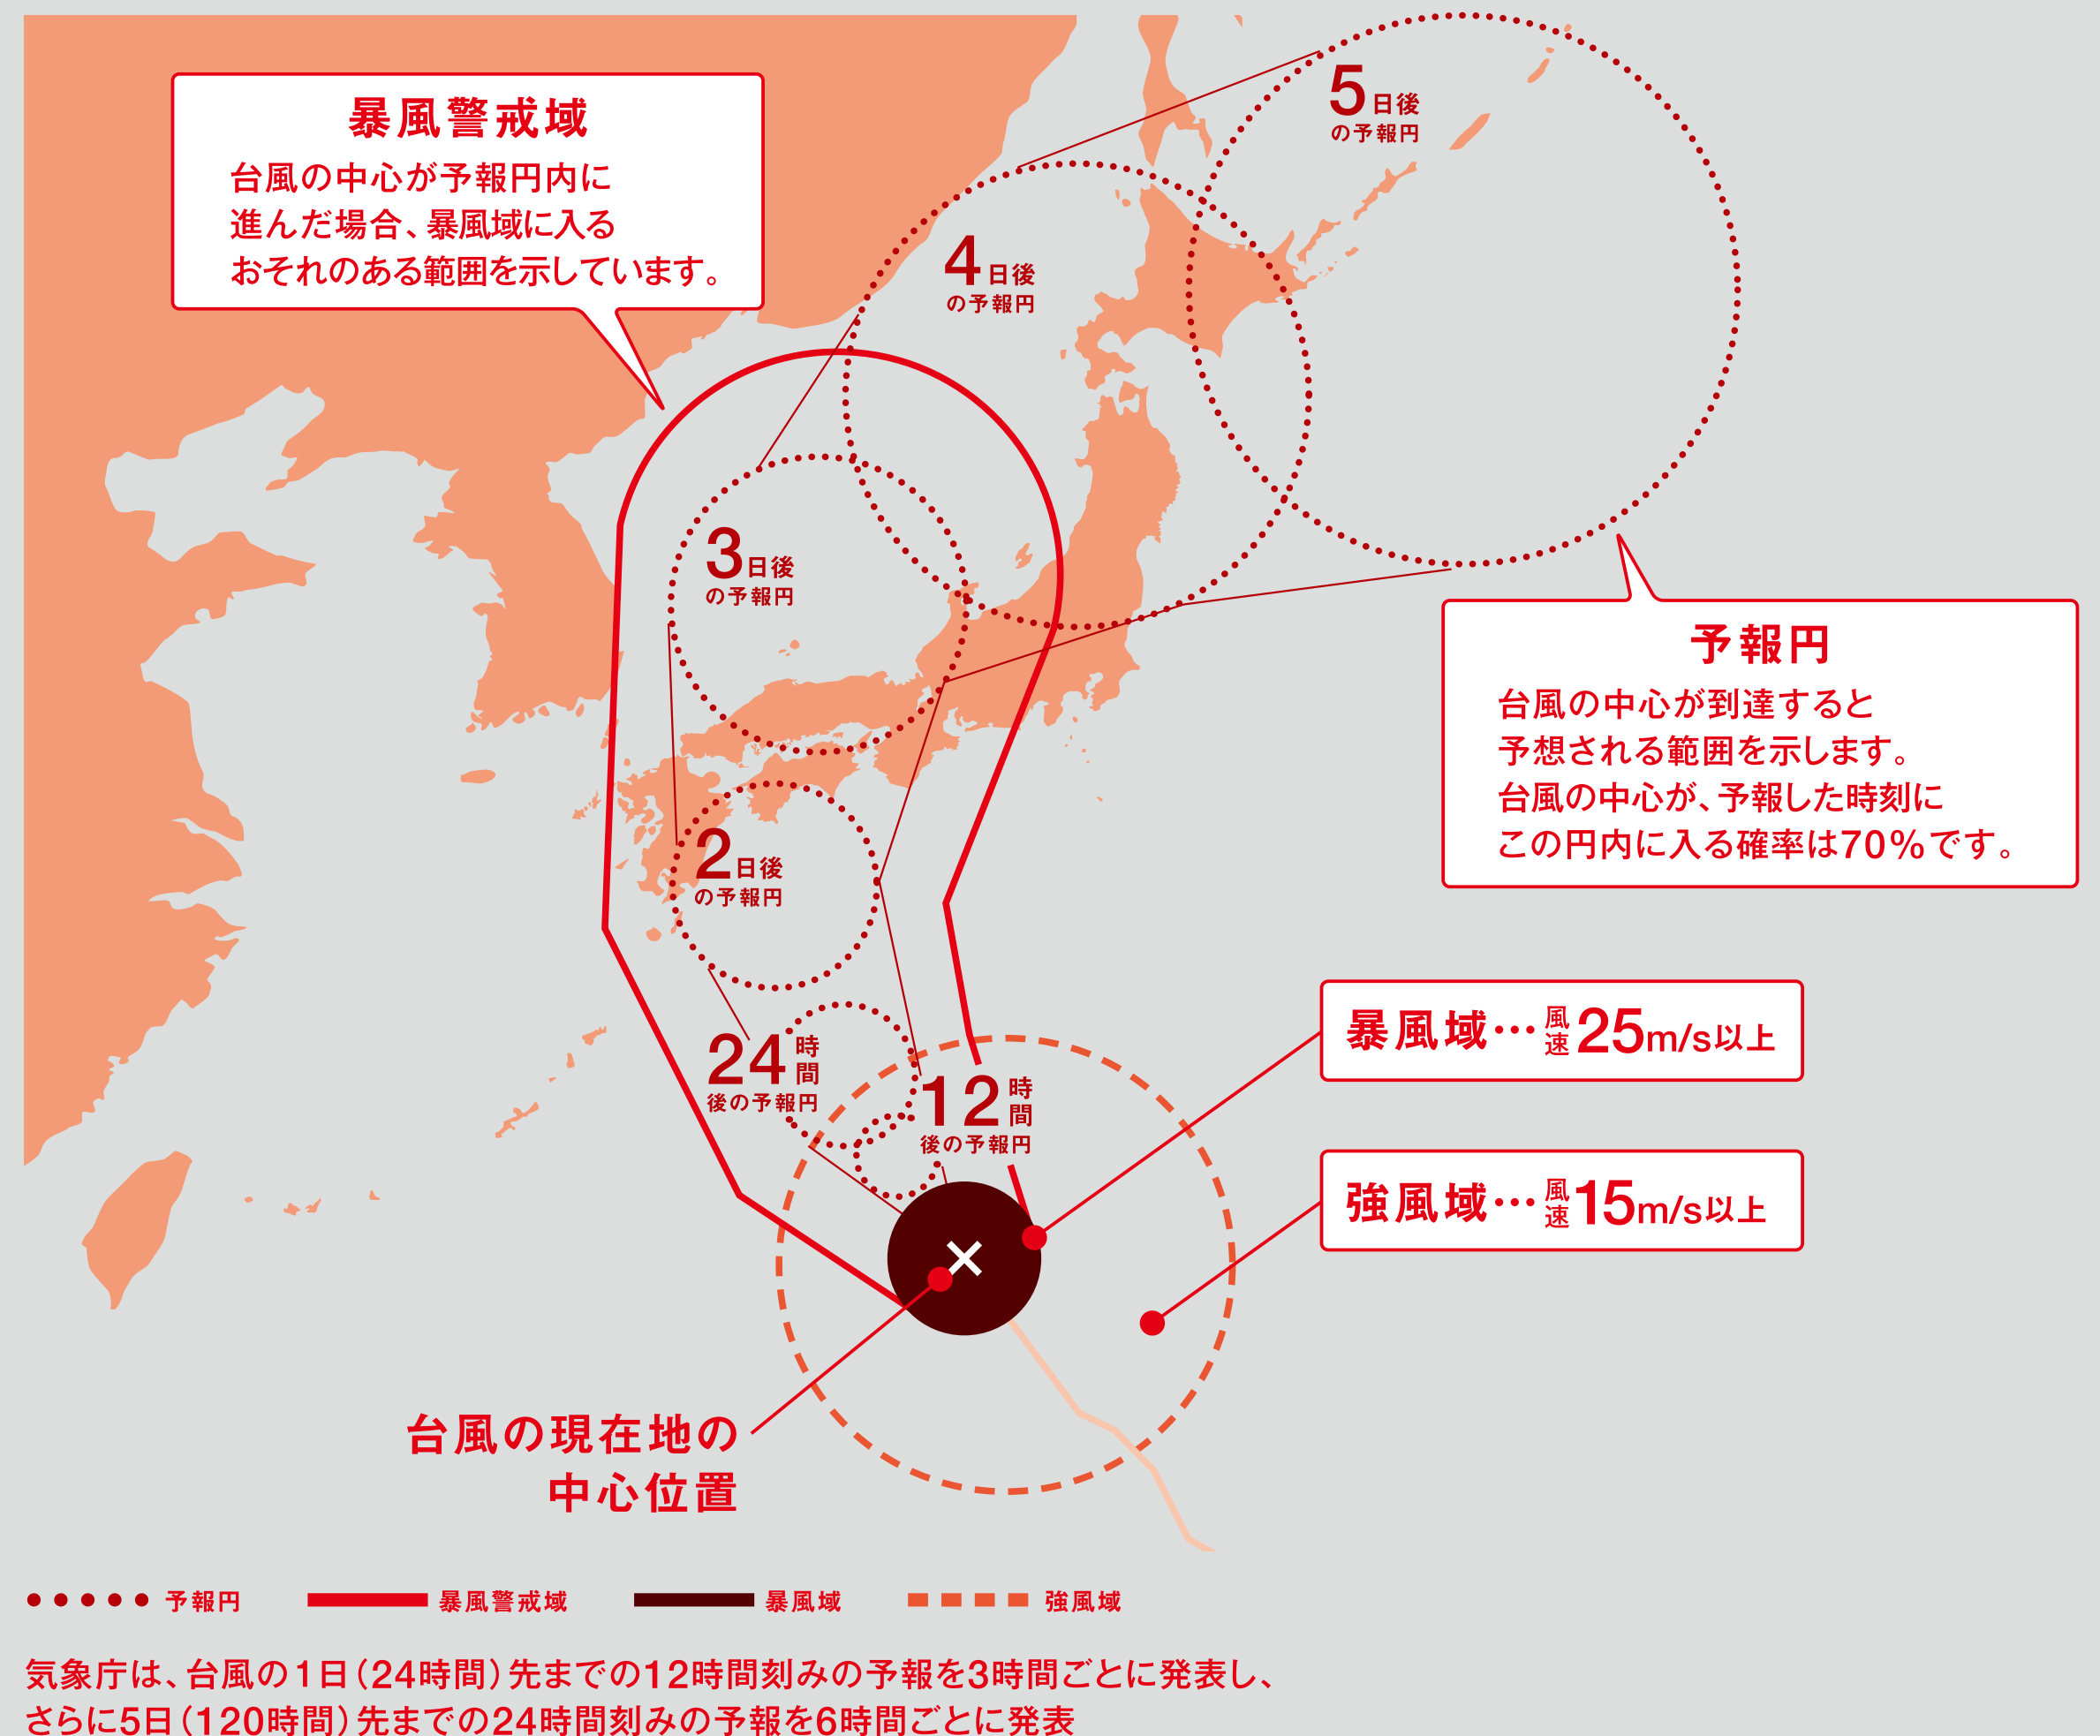 暴風警戒域
台風の中心が予報円内に
進んだ場合、暴風域に入る
おそれのある範囲を示しています。
5日後
の予報円
4日後
の予報円
3日後
の予報円
2日後
の予報円
24時間
後の予報円
12時間
後の予報円
予報円
台風の中心が到達すると
予想される範囲を示します。
台風の中心が、予報した時刻に
この円内に入る確率は70%です。
暴風域…風速25m/s以上
強風域…風速15m/s以上
台風の現在地の
中心位置
予報円 暴風警戒域 暴風域 強風域
気象庁は、台風の1日(24時間)先までの12時間刻みの予報を3時間ごとに発表し、
さらに5日(120時間)先までの24時間刻みの予報を6時間ごとに発表